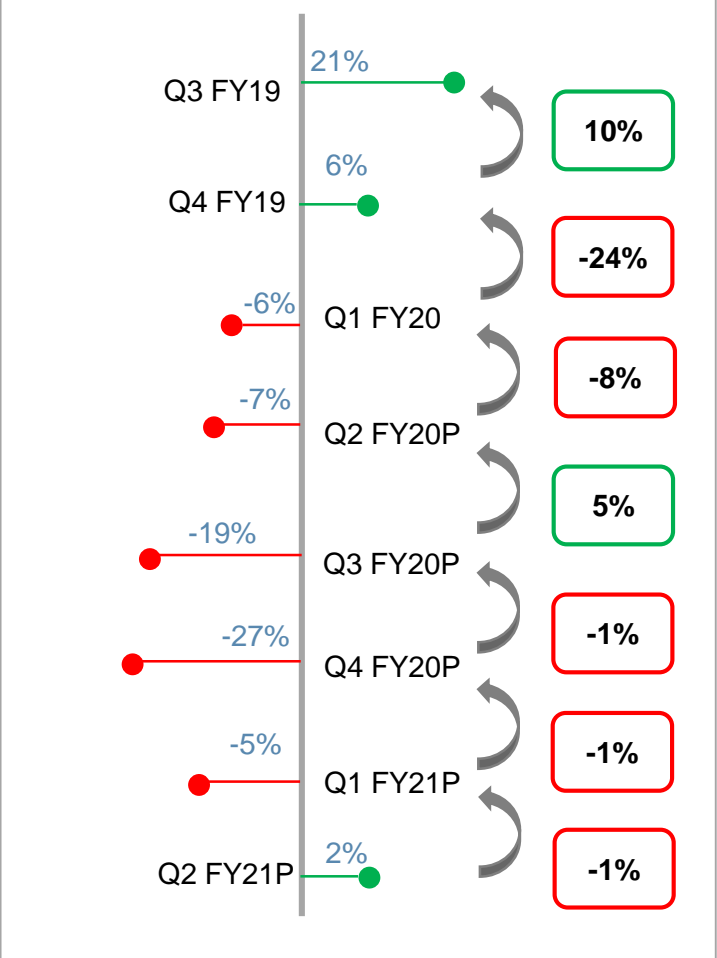 21%
Q3 FY19
10%
6%
Q4 FY19
-24%
-6%
Q1 FY20
-8%
-7%
Q2 FY20P
5%
-19%
Q3 FY20P
-1%
-27%
Q4 FY20P
-1%
-5%
Q1 FY21P
-1%
2%
Q2 FY21P